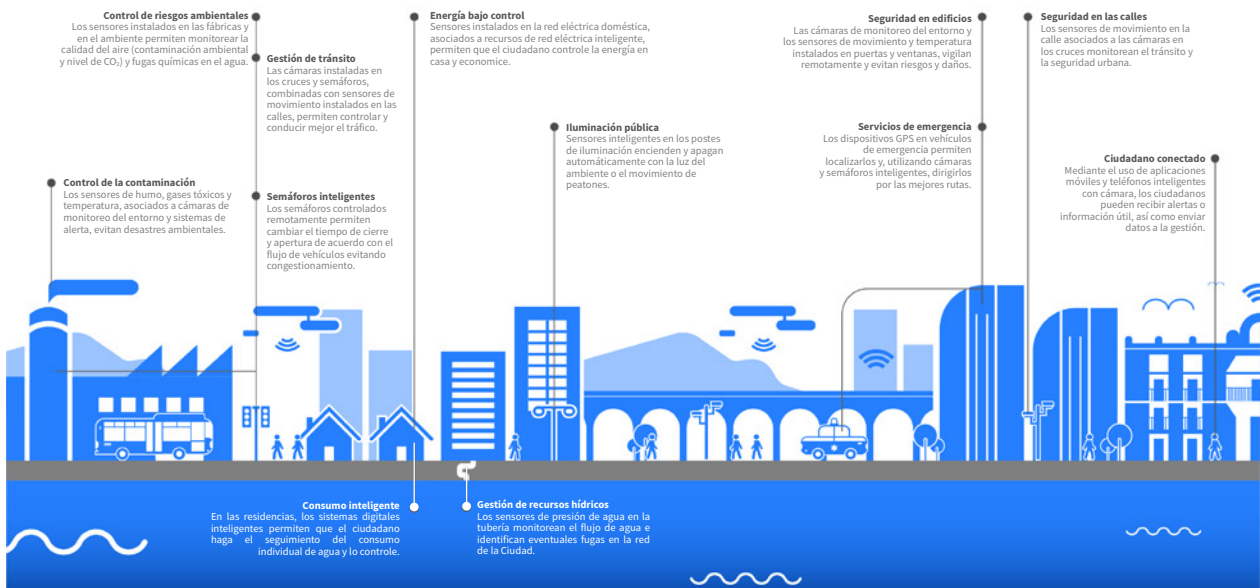 Control de riesgos ambientales
Los sensores instalados en las fábricas y
en el ambiente permiten monitorear la
calidad del aire (contaminación ambiental
y nivel de CO₂) y fugas químicas en el agua.
Gestión de tránsito
Las cámaras instaladas en
los cruces y semáforos,
combinadas con sensores de
movimiento instalados en las
calles, permiten controlar y
conducir mejor el tráfico.
Control de la contaminación
Los sensores de humo, gases tóxicos y
temperatura, asociados a cámaras de
monitoreo del entorno y sistemas de
alerta, evitan desastres ambientales.
Semáforos inteligentes
Los semáforos controlados
remotamente permiten
cambiar el tiempo de cierre
y apertura de acuerdo con el
flujo de vehículos evitando
congestionamiento.
Energía bajo control
Sensores instalados en la red eléctrica doméstica,
asociados a recursos de red eléctrica inteligente,
permiten que el ciudadano controle la energía en
casa y economice.
Iluminación pública
Sensores inteligentes en los postes
de iluminación encienden y apagan
automáticamente con la luz del
ambiente o el movimiento de
peatones.
Seguridad en edificios
Las cámaras de monitoreo del entorno y
los sensores de movimiento y temperatura
instalados en puertas y ventanas, vigilan
remotamente y evitan riesgos y daños.
Servicios de emergencia
Los dispositivos GPS en vehículos
de emergencia permiten
localizarlos y, utilizando cámaras
y semáforos inteligentes, dirigirlos
por las mejores rutas.
Seguridad en las calles
Los sensores de movimiento en la
calle asociados a las cámaras en
los cruces monitorean el tránsito y
la seguridad urbana.
Ciudadano conectado
Mediante el uso de aplicaciones
móviles y teléfonos inteligentes
con cámara, los ciudadanos
pueden recibir alertas o
información útil, así como enviar
datos a la gestión.
Consumo inteligente
En las residencias, los sistemas digitales
inteligentes permiten que el ciudadano
haga el seguimiento del consumo
individual de agua y lo controle.
Gestión de recursos hídricos
Los sensores de presión de agua en la
tubería monitorean el flujo de agua e
identifican eventuales fugas en la red
de la Ciudad.